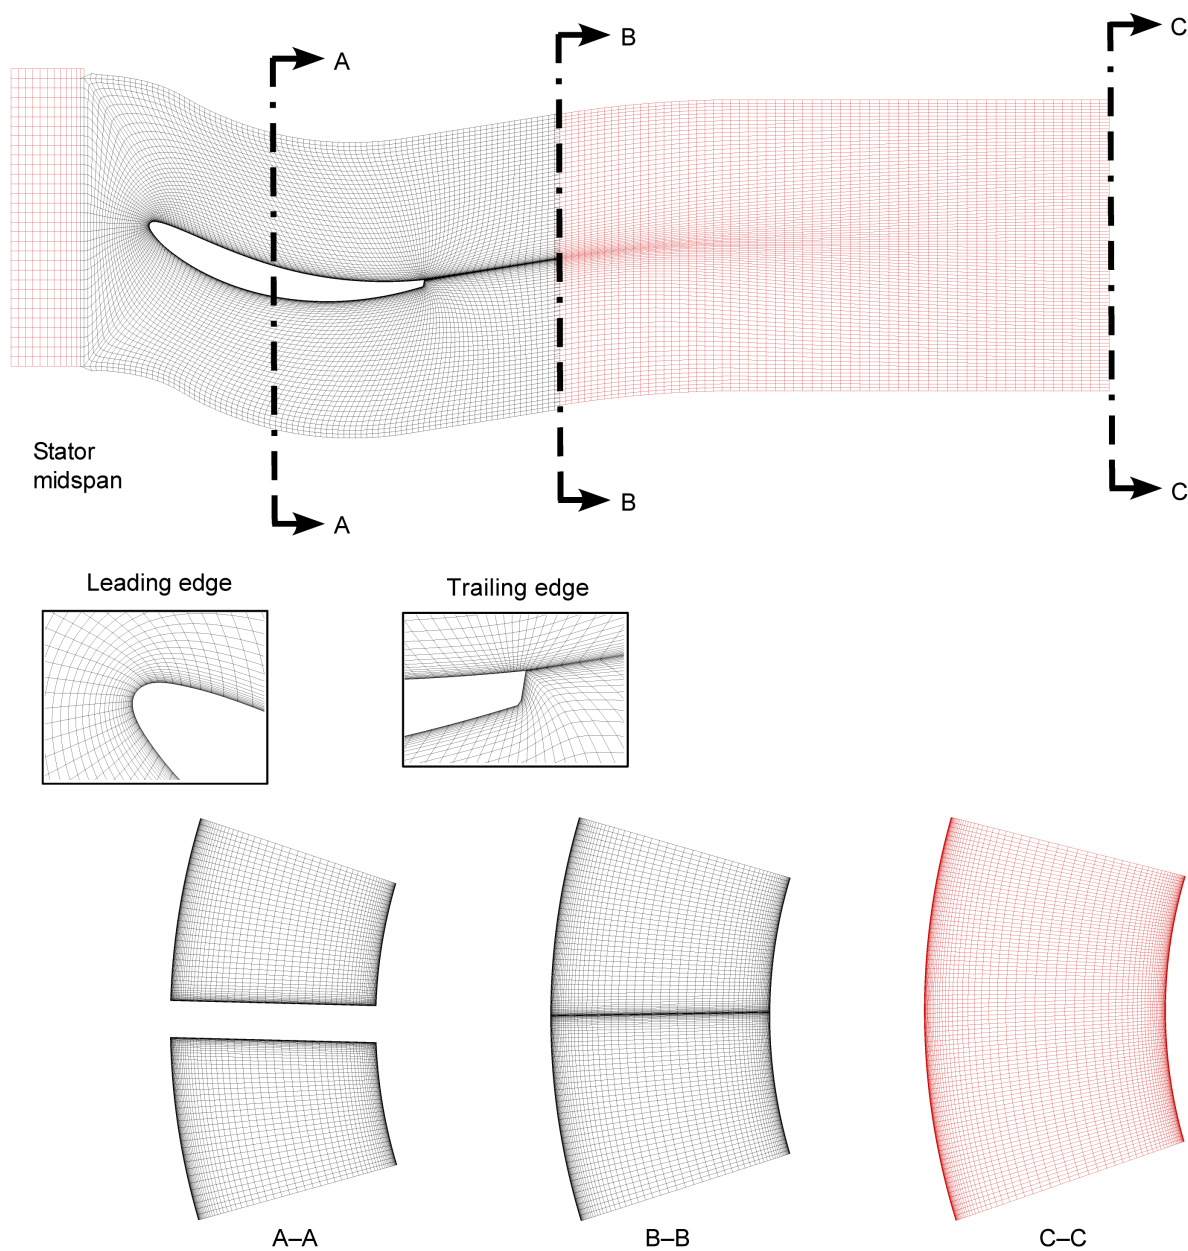 C
B
A
Stator
midspan
C
B
A
Leading edge
Trailing edge
A–A
B–B
C–C